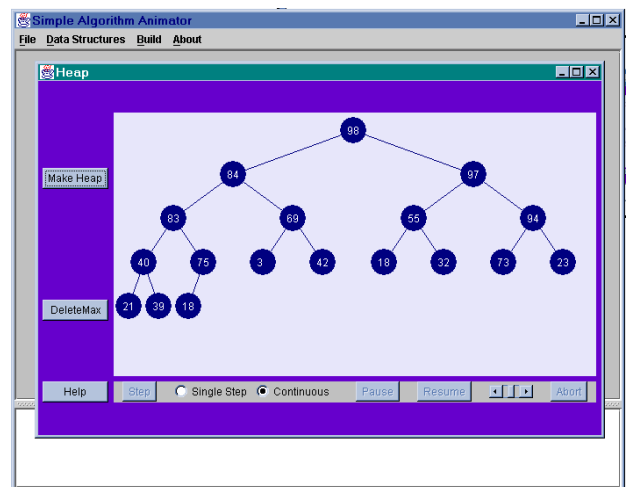 Simple Algorithm Animator
File Data Structures Build About
Heap
98
Make Heap
84 97
83 69 55 94
40 75 3 42 18 32 73 23
DeleteMax
21 39 18
Help Step Single Step Continuous Pause Resume Abort